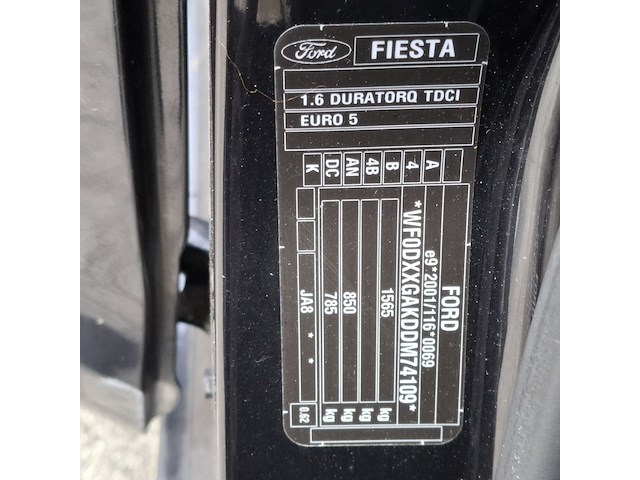 Ford FIESTA
1.6 DURATORQ TDCI
EURO 5
FORD
e9*2001/116*0069
*WF0DXXGAKDDM74109*
1565 kg
kg
850 kg
785 kg
A
4
B
4B
AN
DC
K
JA8 * *
0.62